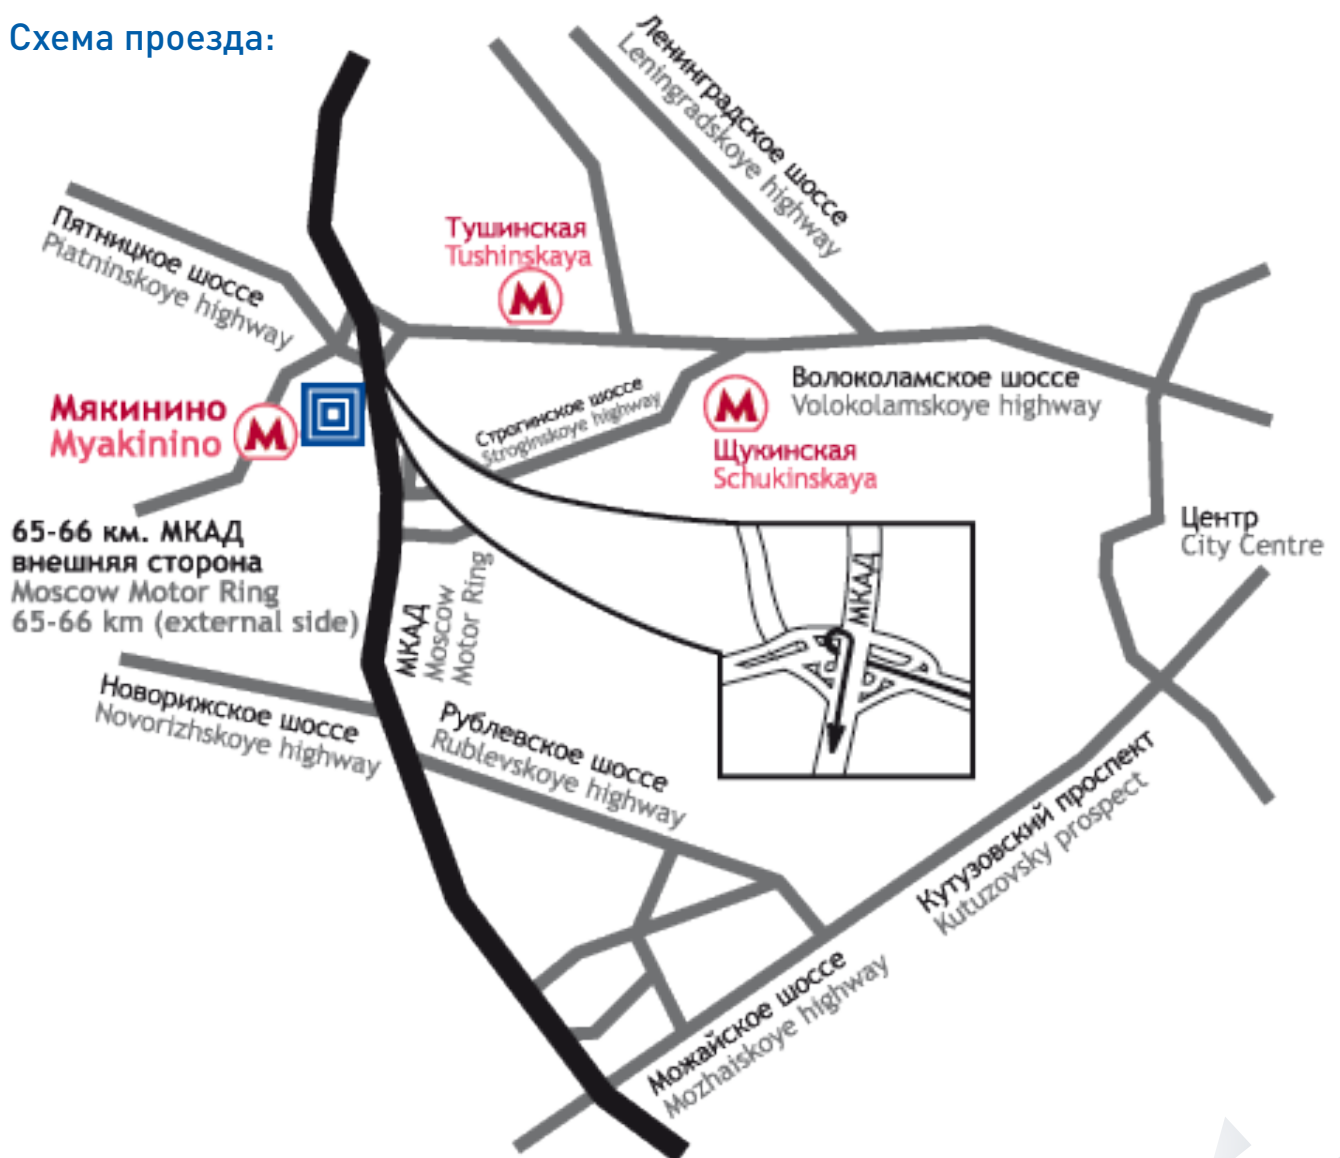 Схема проезда:
Ленинградское шоссе
Leningradskoye highway
Пятницкое шоссе
Piatninskoye highway
Тушинская
Tushinskaya
М
Волоколамское шоссе
Volokolamskoye highway
Строгинское шоссе
Stroginskoye highway
М
Щукинская
Schukinskaya
Мякинино
Myakinino
М
65-66 км. МКАД
внешняя сторона
Moscow Motor Ring
65-66 km (external side)
Центр
City Centre
МКАД
МКАД
Moscow
Motor Ring
Новорижское шоссе
Novorizhskoye highway
Рублевское шоссе
Rublevskoye highway
Кутузовский проспект
Kutuzovsky prospect
Можайское шоссе
Mozhaiskoye highway